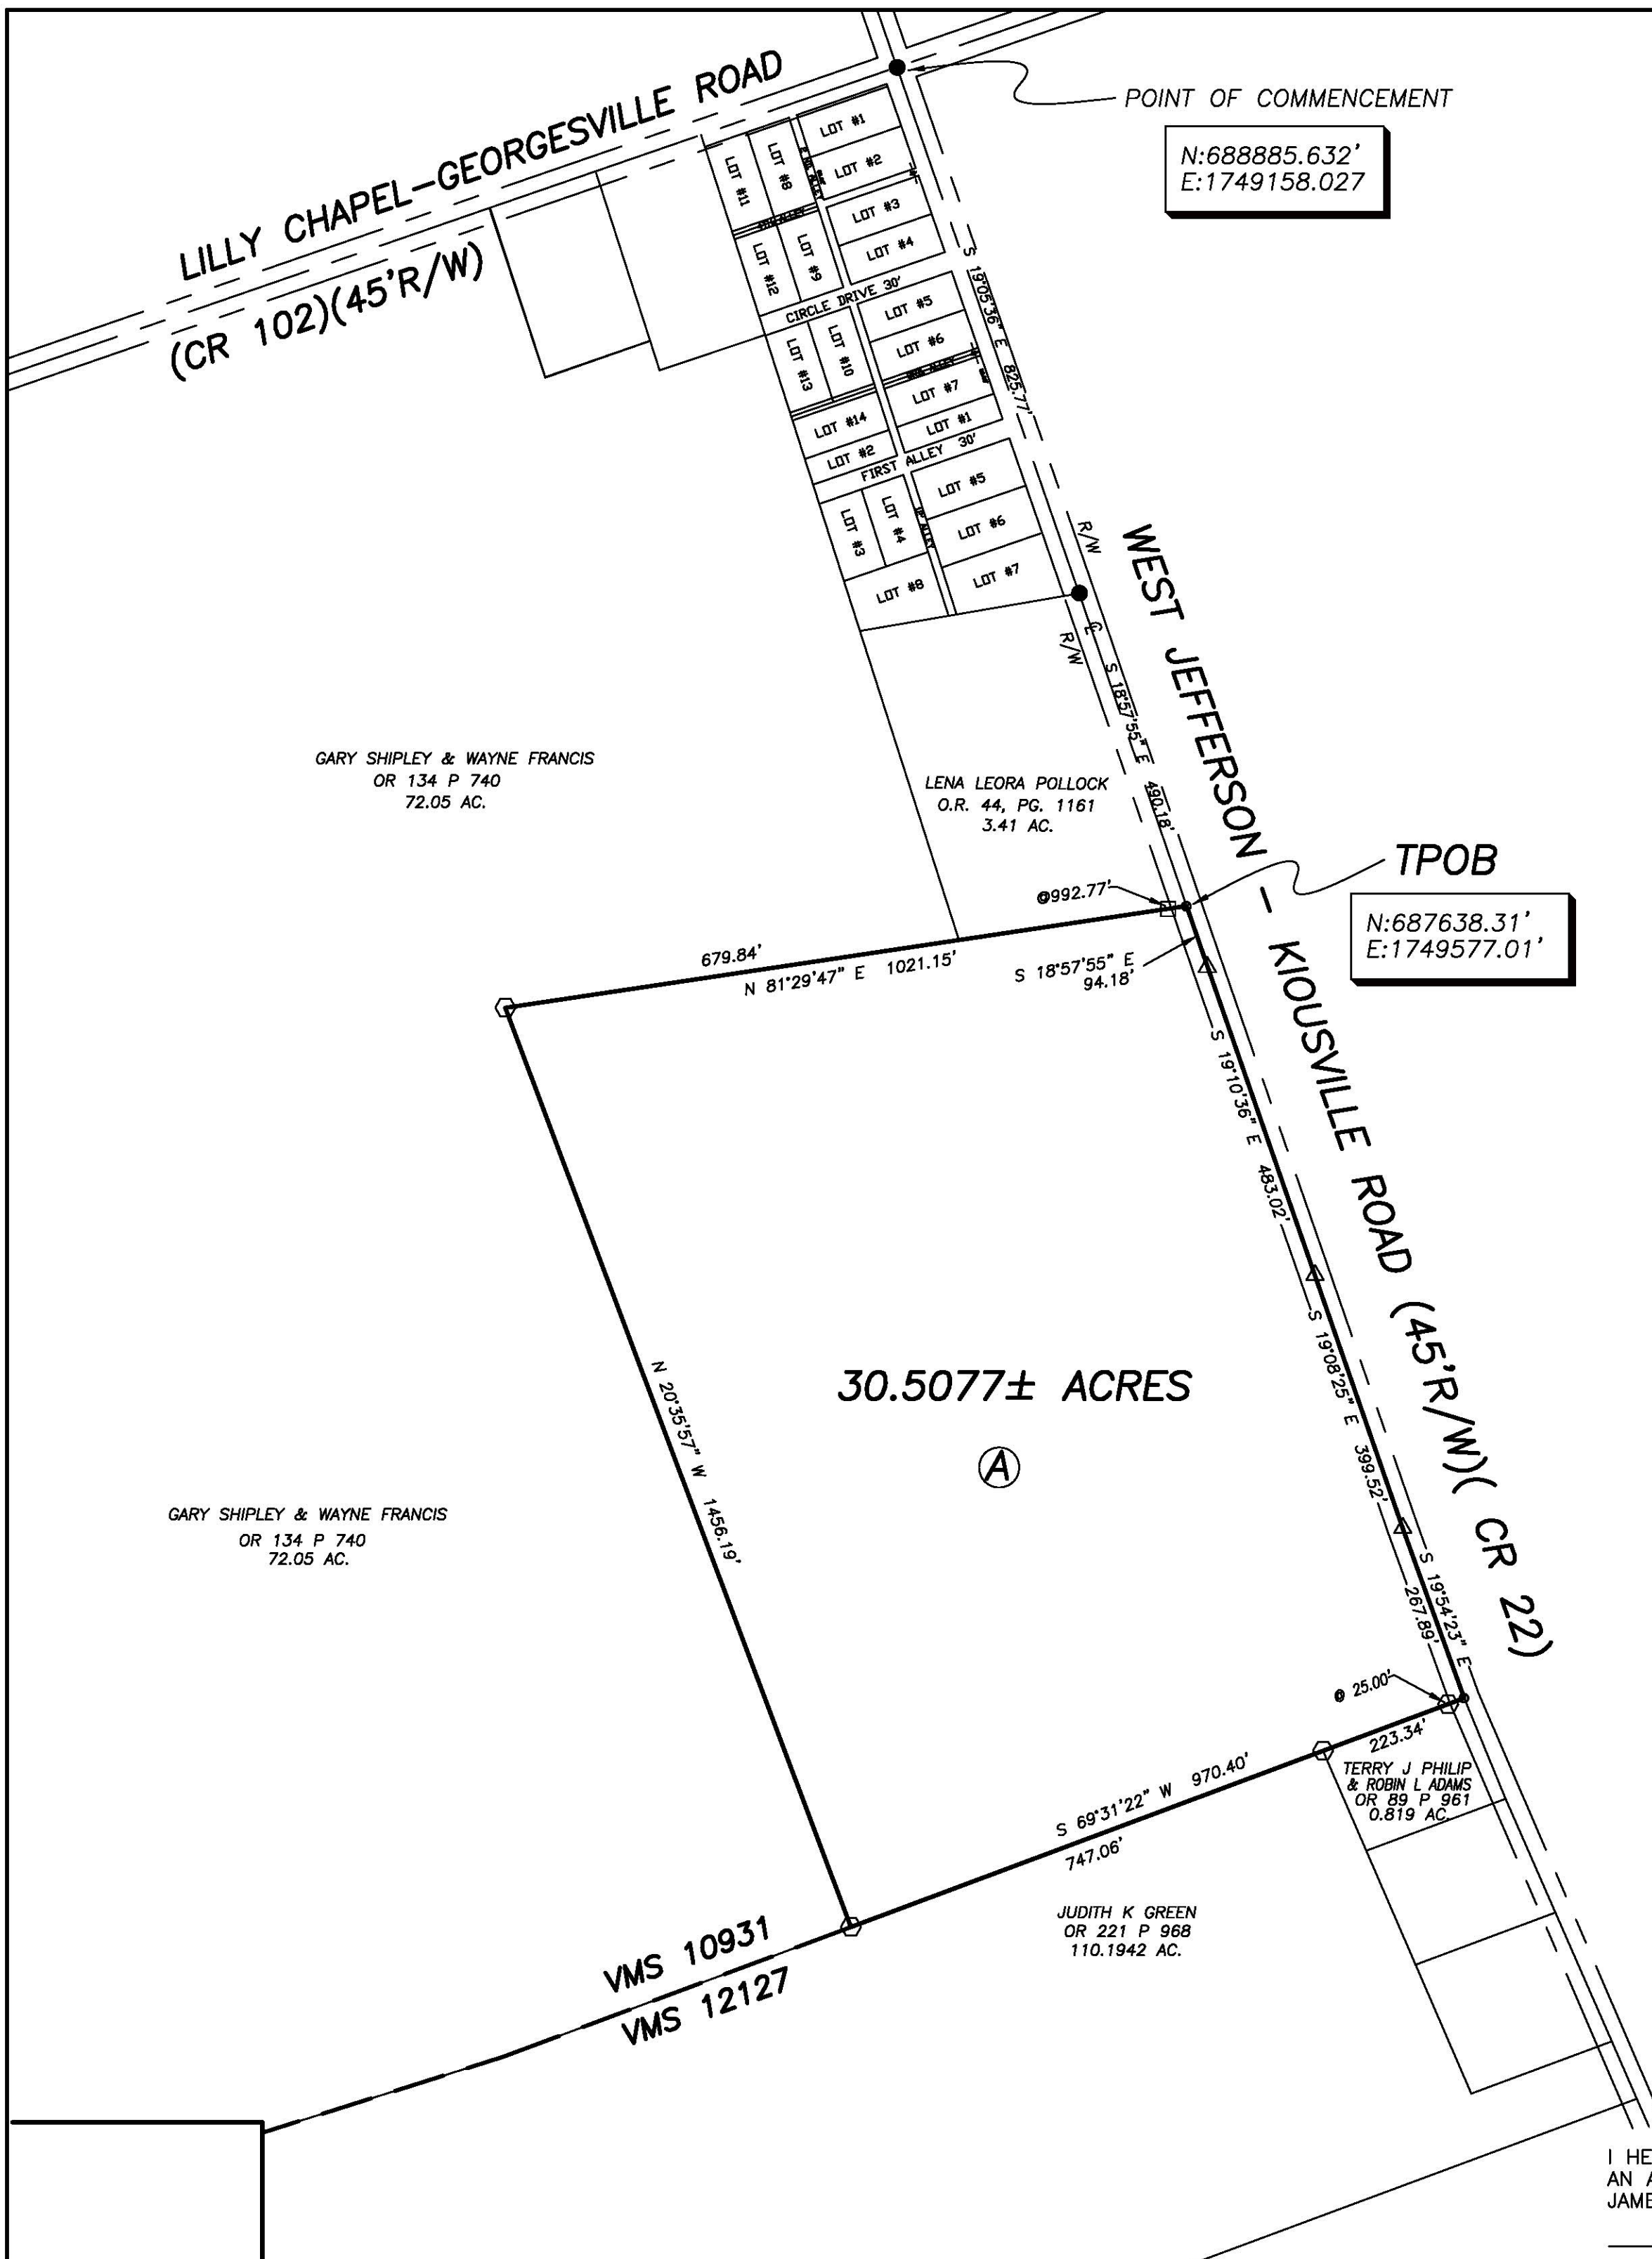 LILLY CHAPEL-GEORGESVILLE ROAD
(CR 102)(45'R/W)
POINT OF COMMENCEMENT
N:688885.632'
E:1749158.027
LOT #1
LOT #2
LOT #3
LOT #4
LOT #11
LOT #8
LOT #12
LOT #9
CIRCLE DRIVE 30'
LOT #5
LOT #6
LOT #7
LOT #1
LOT #13
LOT #10
LOT #14
LOT #2
FIRST ALLEY 30'
LOT #5
LOT #6
LOT #7
LOT #3
LOT #4
LOT #8
S 19°05'36" E 825.77'
R/W
R/W
℄
S 18°57'55" E 490.18'
WEST JEFFERSON - KIOUSVILLE ROAD (45'R/W)( CR 22)
GARY SHIPLEY & WAYNE FRANCIS
OR 134 P 740
72.05 AC.
LENA LEORA POLLOCK
O.R. 44, PG. 1161
3.41 AC.
TPOB
N:687638.31'
E:1749577.01'
@992.77'
679.84'
N 81°29'47" E 1021.15'
S 18°57'55" E
94.18'
S 19°10'36" E 483.02'
S 19°08'25" E 399.52'
S 19°54'23" E
267.89'
30.5077± ACRES
A
N 20°35'57" W 1456.19'
GARY SHIPLEY & WAYNE FRANCIS
OR 134 P 740
72.05 AC.
@ 25.00'
223.34'
S 69°31'22" W 970.40'
747.06'
TERRY J PHILIP
& ROBIN L ADAMS
OR 89 P 961
0.819 AC.
JUDITH K GREEN
OR 221 P 968
110.1942 AC.
VMS 10931
VMS 12127
I HE
AN A
JAME